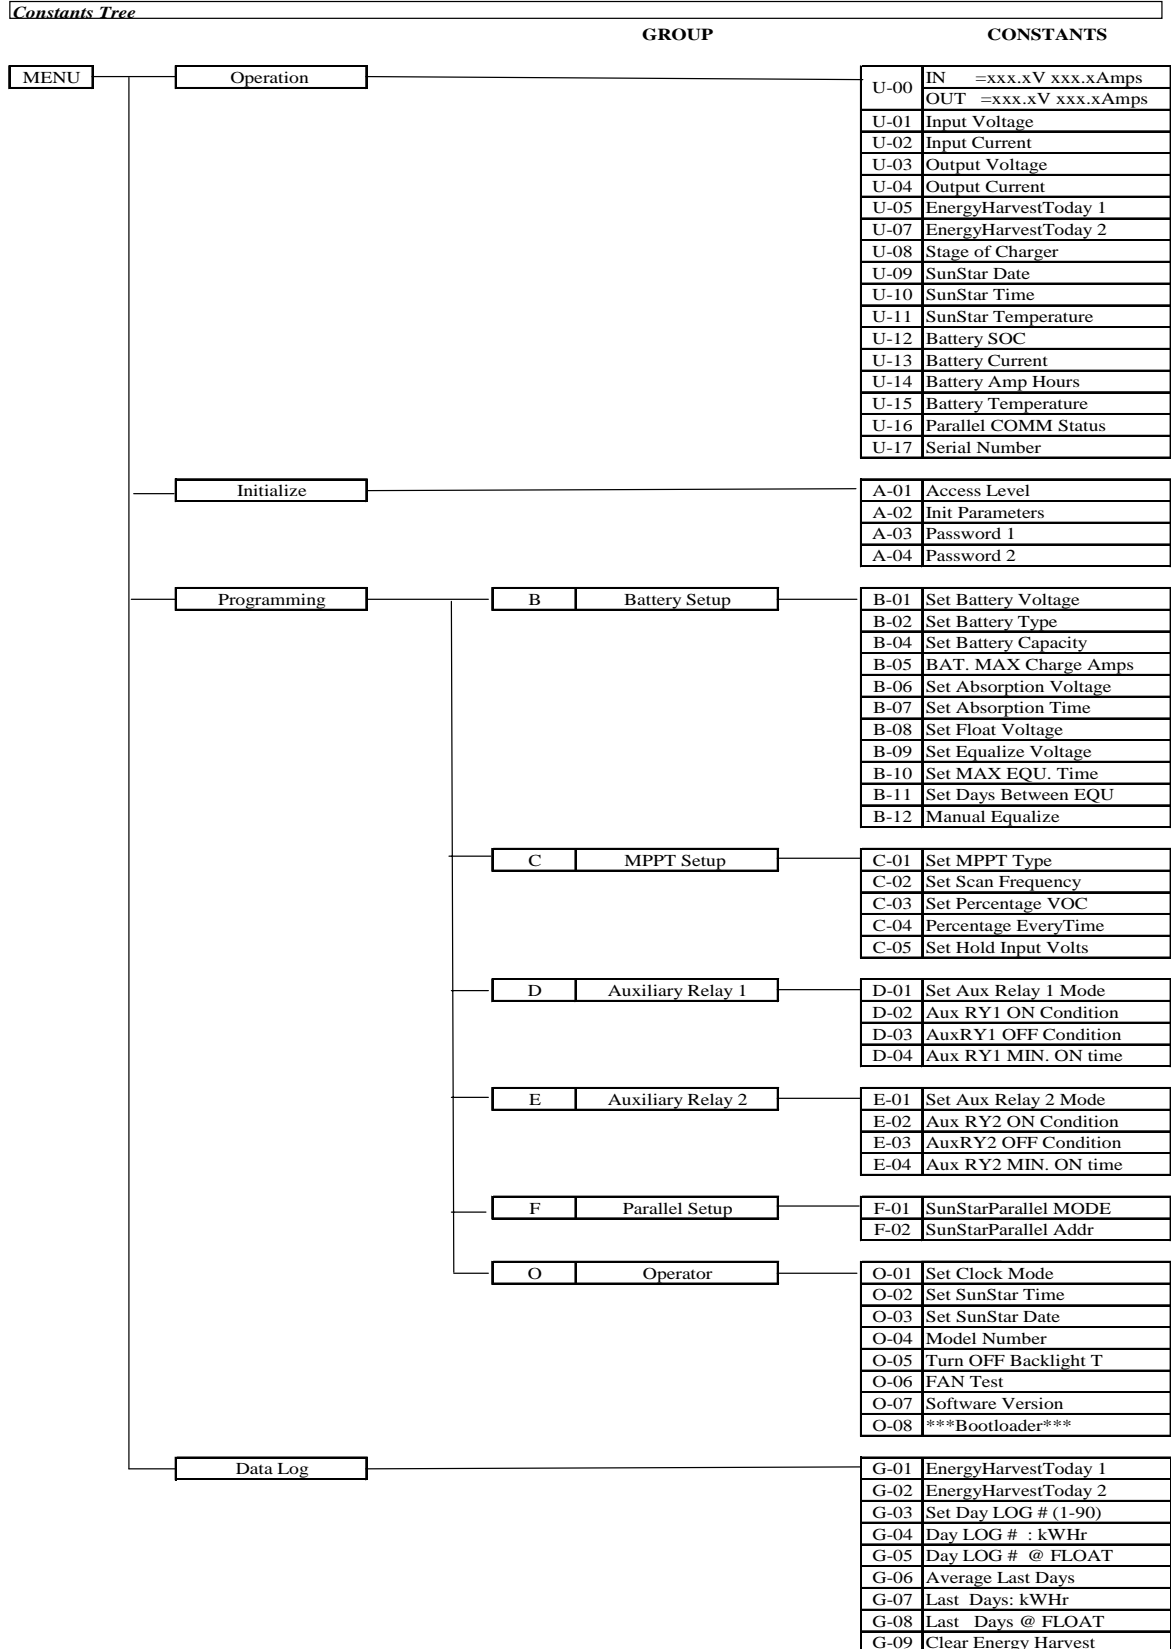 Constants Tree
GROUP CONSTANTS
MENU Operation U-00 IN =xxx.xV xxx.xAmps
OUT =xxx.xV xxx.xAmps
U-01 Input Voltage
U-02 Input Current
U-03 Output Voltage
U-04 Output Current
U-05 EnergyHarvestToday 1
U-07 EnergyHarvestToday 2
U-08 Stage of Charger
U-09 SunStar Date
U-10 SunStar Time
U-11 SunStar Temperature
U-12 Battery SOC
U-13 Battery Current
U-14 Battery Amp Hours
U-15 Battery Temperature
U-16 Parallel COMM Status
U-17 Serial Number
Initialize A-01 Access Level
A-02 Init Parameters
A-03 Password 1
A-04 Password 2
Programming B Battery Setup B-01 Set Battery Voltage
B-02 Set Battery Type
B-04 Set Battery Capacity
B-05 BAT. MAX Charge Amps
B-06 Set Absorption Voltage
B-07 Set Absorption Time
B-08 Set Float Voltage
B-09 Set Equalize Voltage
B-10 Set MAX EQU. Time
B-11 Set Days Between EQU
B-12 Manual Equalize
C MPPT Setup C-01 Set MPPT Type
C-02 Set Scan Frequency
C-03 Set Percentage VOC
C-04 Percentage EveryTime
C-05 Set Hold Input Volts
D Auxiliary Relay 1 D-01 Set Aux Relay 1 Mode
D-02 Aux RY1 ON Condition
D-03 AuxRY1 OFF Condition
D-04 Aux RY1 MIN. ON time
E Auxiliary Relay 2 E-01 Set Aux Relay 2 Mode
E-02 Aux RY2 ON Condition
E-03 AuxRY2 OFF Condition
E-04 Aux RY2 MIN. ON time
F Parallel Setup F-01 SunStarParallel MODE
F-02 SunStarParallel Addr
O Operator O-01 Set Clock Mode
O-02 Set SunStar Time
O-03 Set SunStar Date
O-04 Model Number
O-05 Turn OFF Backlight T
O-06 FAN Test
O-07 Software Version
O-08 ***Bootloader***
Data Log G-01 EnergyHarvestToday 1
G-02 EnergyHarvestToday 2
G-03 Set Day LOG # (1-90)
G-04 Day LOG # : kWHr
G-05 Day LOG # @ FLOAT
G-06 Average Last Days
G-07 Last Days: kWHr
G-08 Last Days @ FLOAT
G-09 Clear Energy Harvest